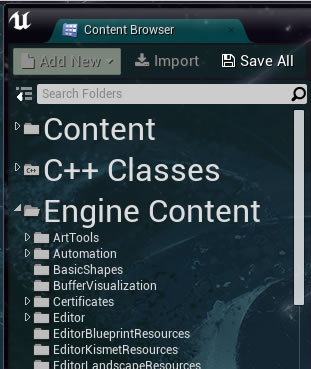 Content Browser
Add New Import Save All
Search Folders
Content
C++ Classes
Engine Content
ArtTools
Automation
BasicShapes
BufferVisualization
Certificates
Editor
EditorBlueprintResources
EditorKismetResources
EditorLandscapeResources